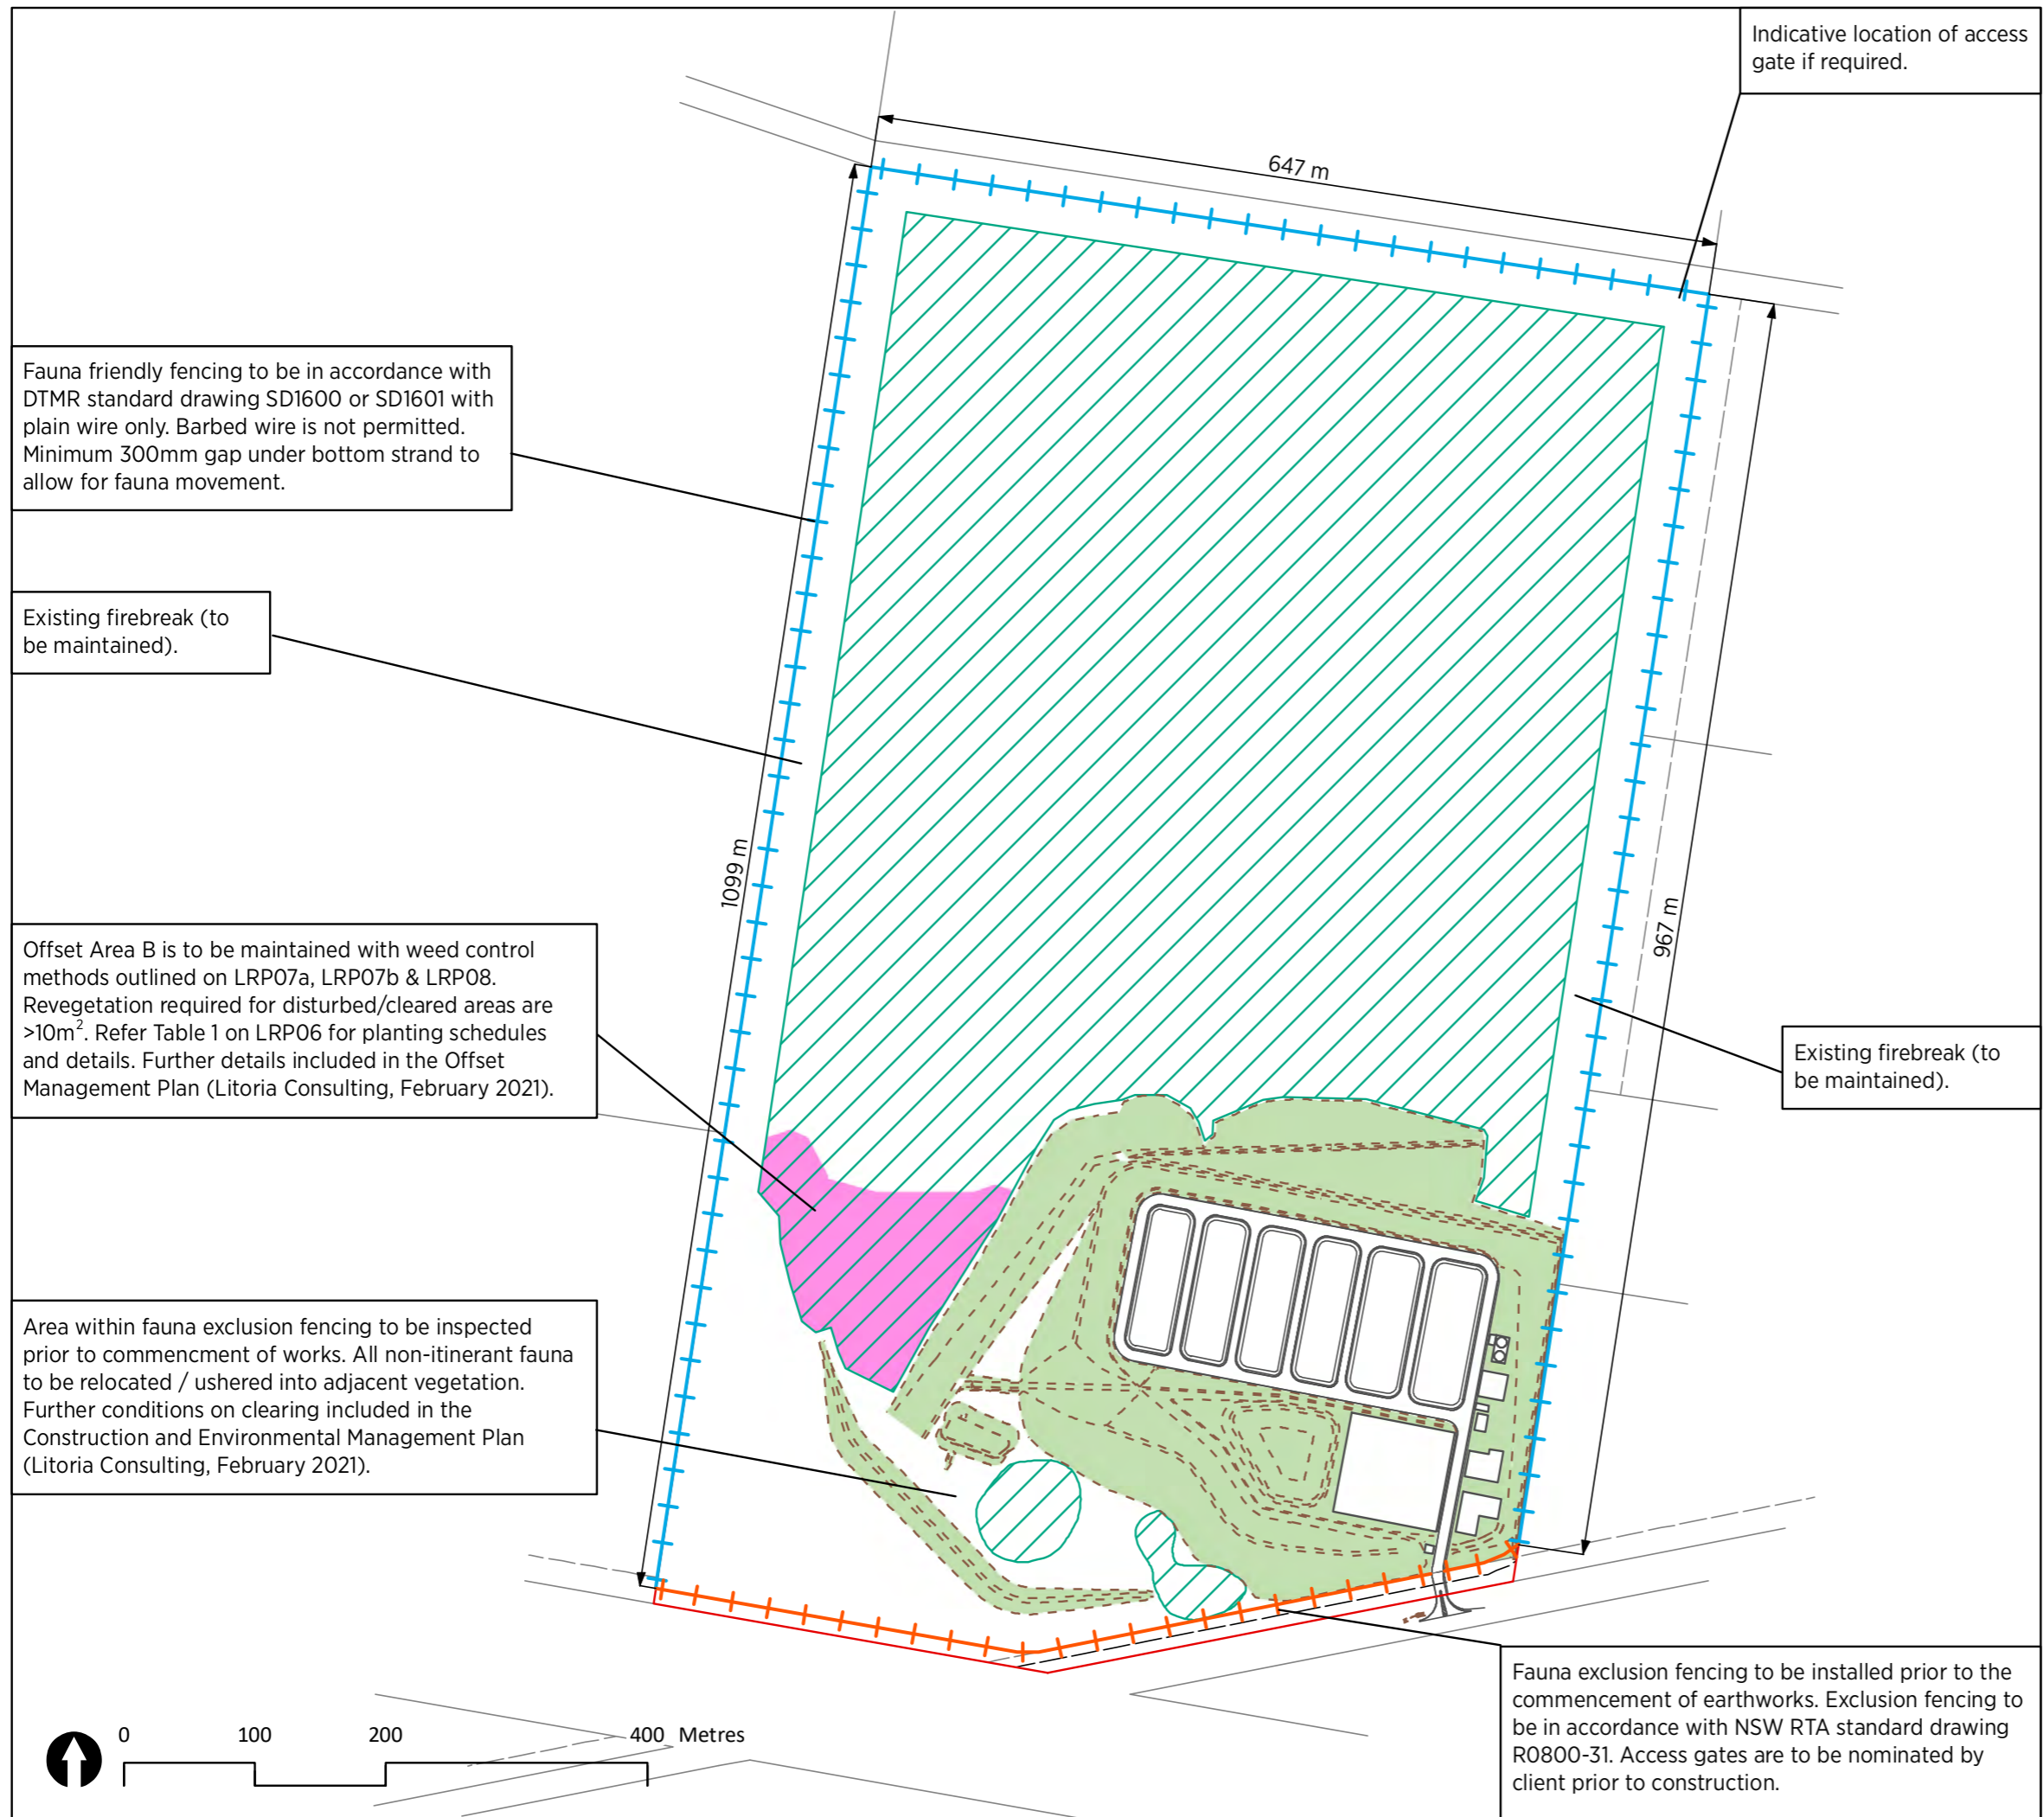 Indicative location of access
gate if required.
647 m
Fauna friendly fencing to be in accordance with
DTMR standard drawing SD1600 or SD1601 with
plain wire only. Barbed wire is not permitted.
Minimum 300mm gap under bottom strand to
allow for fauna movement.
Existing firebreak (to
be maintained).
1099 m
967 m
Offset Area B is to be maintained with weed control
methods outlined on LRP07a, LRP07b & LRP08.
Revegetation required for disturbed/cleared areas are
>10m². Refer Table 1 on LRP06 for planting schedules
and details. Further details included in the Offset
Management Plan (Litoria Consulting, February 2021).
Existing firebreak (to
be maintained).
Area within fauna exclusion fencing to be inspected
prior to commencment of works. All non-itinerant fauna
to be relocated / ushered into adjacent vegetation.
Further conditions on clearing included in the
Construction and Environmental Management Plan
(Litoria Consulting, February 2021).
Fauna exclusion fencing to be installed prior to the
commencement of earthworks. Exclusion fencing to
be in accordance with NSW RTA standard drawing
R0800-31. Access gates are to be nominated by
client prior to construction.
0 100 200 400 Metres